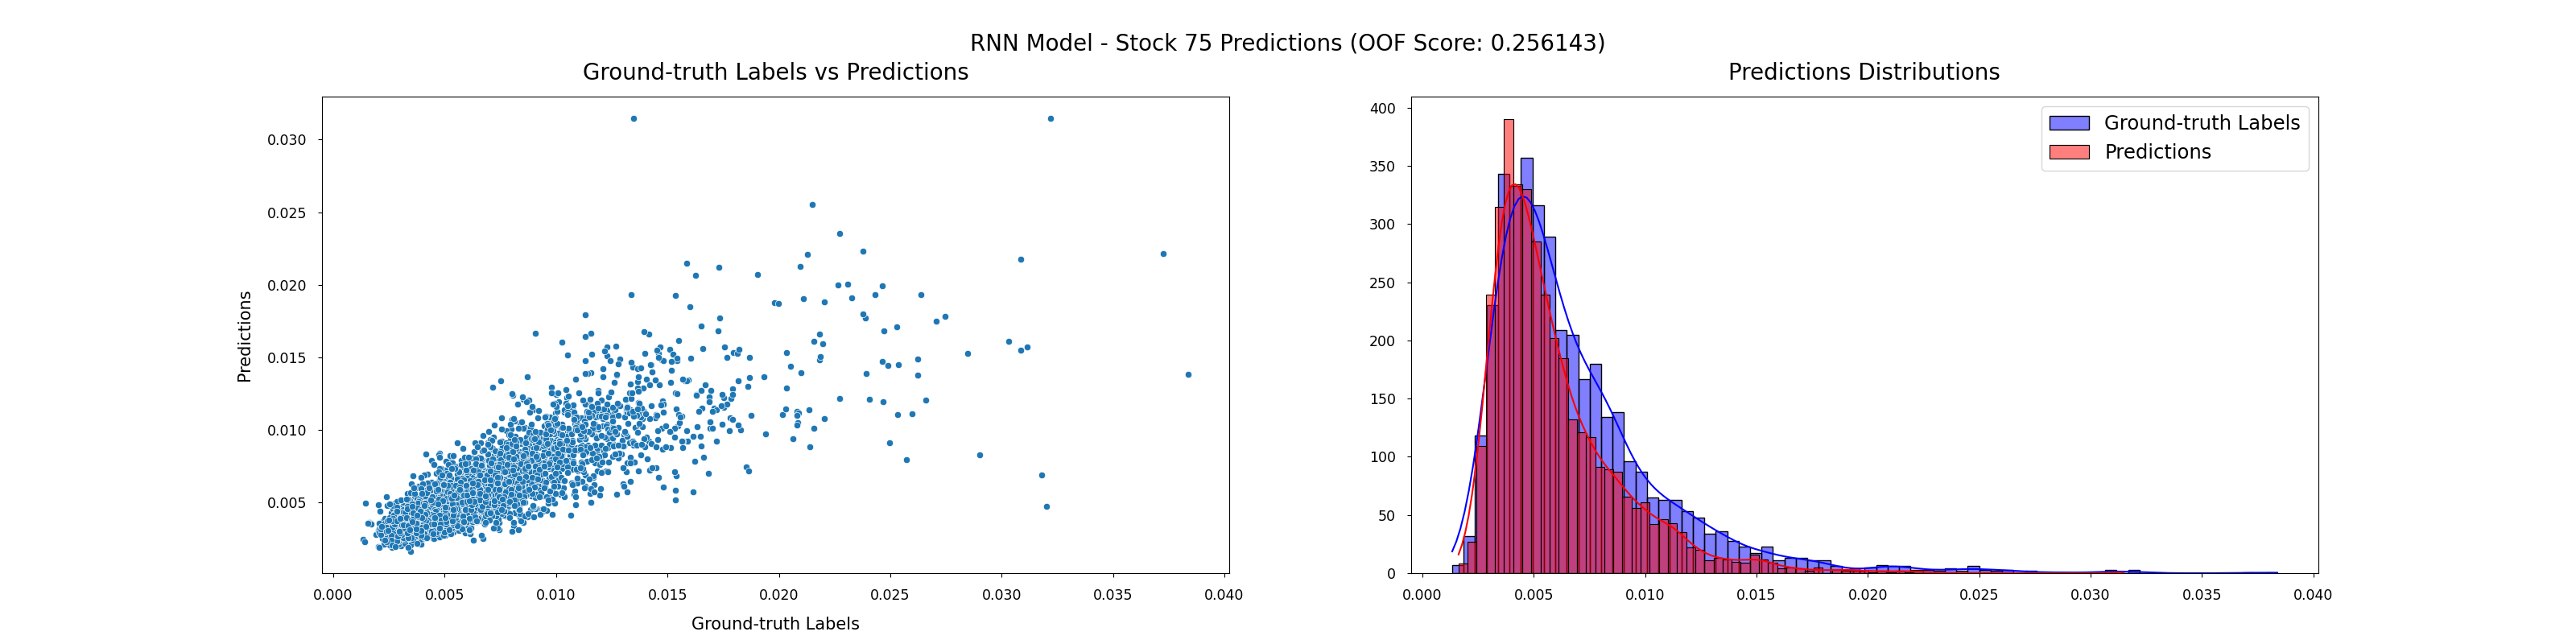 RNN Model - Stock 75 Predictions (OOF Score: 0.256143)
Ground-truth Labels vs Predictions
0.030
0.025
0.020
0.015
0.010
0.005
Predictions
0.000 0.005 0.010 0.015 0.020 0.025 0.030 0.035 0.040
Ground-truth Labels
Predictions Distributions
Ground-truth Labels
Predictions
400
350
300
250
200
150
100
50
0
0.000 0.005 0.010 0.015 0.020 0.025 0.030 0.035 0.040